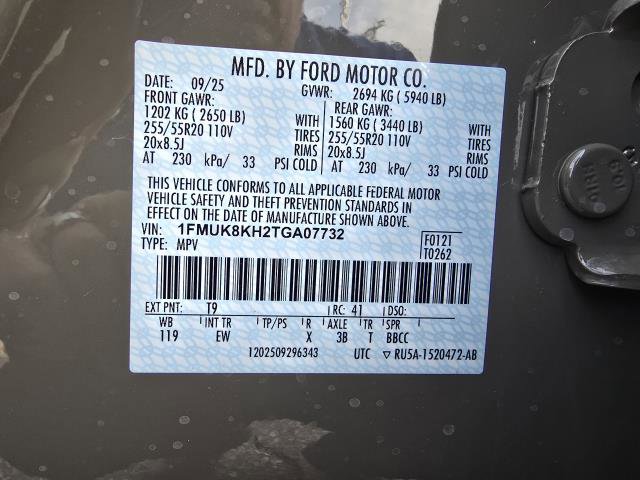 MFD. BY FORD MOTOR CO.
DATE: 09/25 GVWR: 2694 KG ( 5940 LB)
FRONT GAWR: REAR GAWR:
1202 KG ( 2650 LB) WITH 1560 KG ( 3440 LB) WITH
255/55R20 110V TIRES 255/55R20 110V TIRES
20x8.5J RIMS 20x8.5J RIMS
AT 230 kPa/ 33 PSI COLD AT 230 kPa/ 33 PSI COLD
THIS VEHICLE CONFORMS TO ALL APPLICABLE FEDERAL MOTOR
VEHICLE SAFETY AND THEFT PREVENTION STANDARDS IN
EFFECT ON THE DATE OF MANUFACTURE SHOWN ABOVE.
VIN: 1FMUK8KH2TGA07732 F0121
TYPE: MPV T0262
EXT PNT: T9 RC: 41 DSO:
WB INT TR TP/PS R AXLE TR SPR
119 EW X 3B T BBCC
1202509296343 UTC ▽ RU5A-1520472-AB
10.9